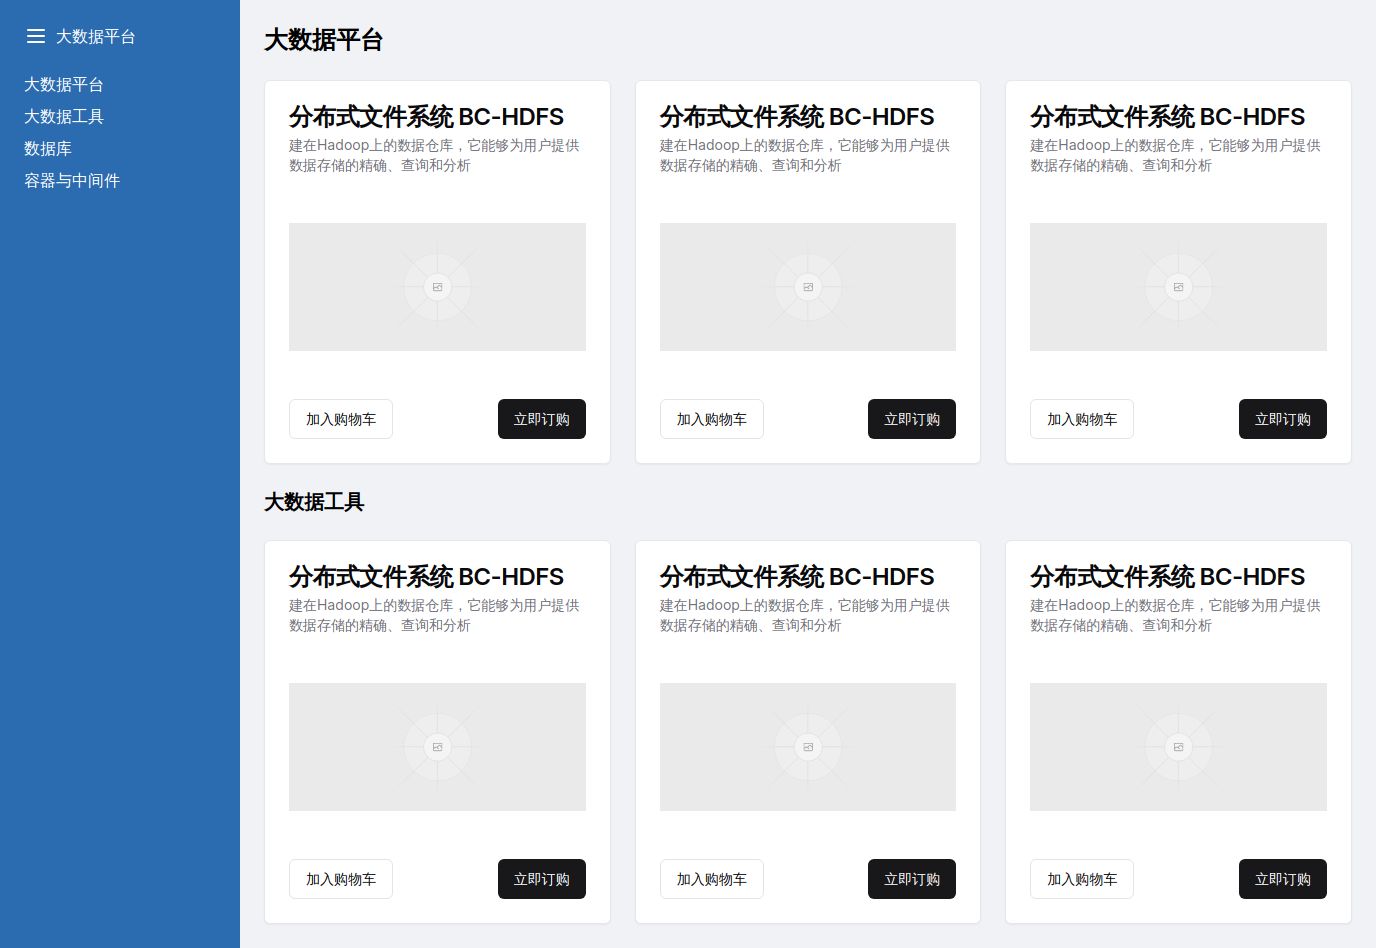 大数据平台
大数据平台
大数据工具
数据库
容器与中间件
大数据平台
分布式文件系统 BC-HDFS
建在Hadoop上的数据仓库，它能够为用户提供
数据存储的精确、查询和分析
加入购物车
立即订购
分布式文件系统 BC-HDFS
建在Hadoop上的数据仓库，它能够为用户提供
数据存储的精确、查询和分析
加入购物车
立即订购
分布式文件系统 BC-HDFS
建在Hadoop上的数据仓库，它能够为用户提供
数据存储的精确、查询和分析
加入购物车
立即订购
大数据工具
分布式文件系统 BC-HDFS
建在Hadoop上的数据仓库，它能够为用户提供
数据存储的精确、查询和分析
加入购物车
立即订购
分布式文件系统 BC-HDFS
建在Hadoop上的数据仓库，它能够为用户提供
数据存储的精确、查询和分析
加入购物车
立即订购
分布式文件系统 BC-HDFS
建在Hadoop上的数据仓库，它能够为用户提供
数据存储的精确、查询和分析
加入购物车
立即订购